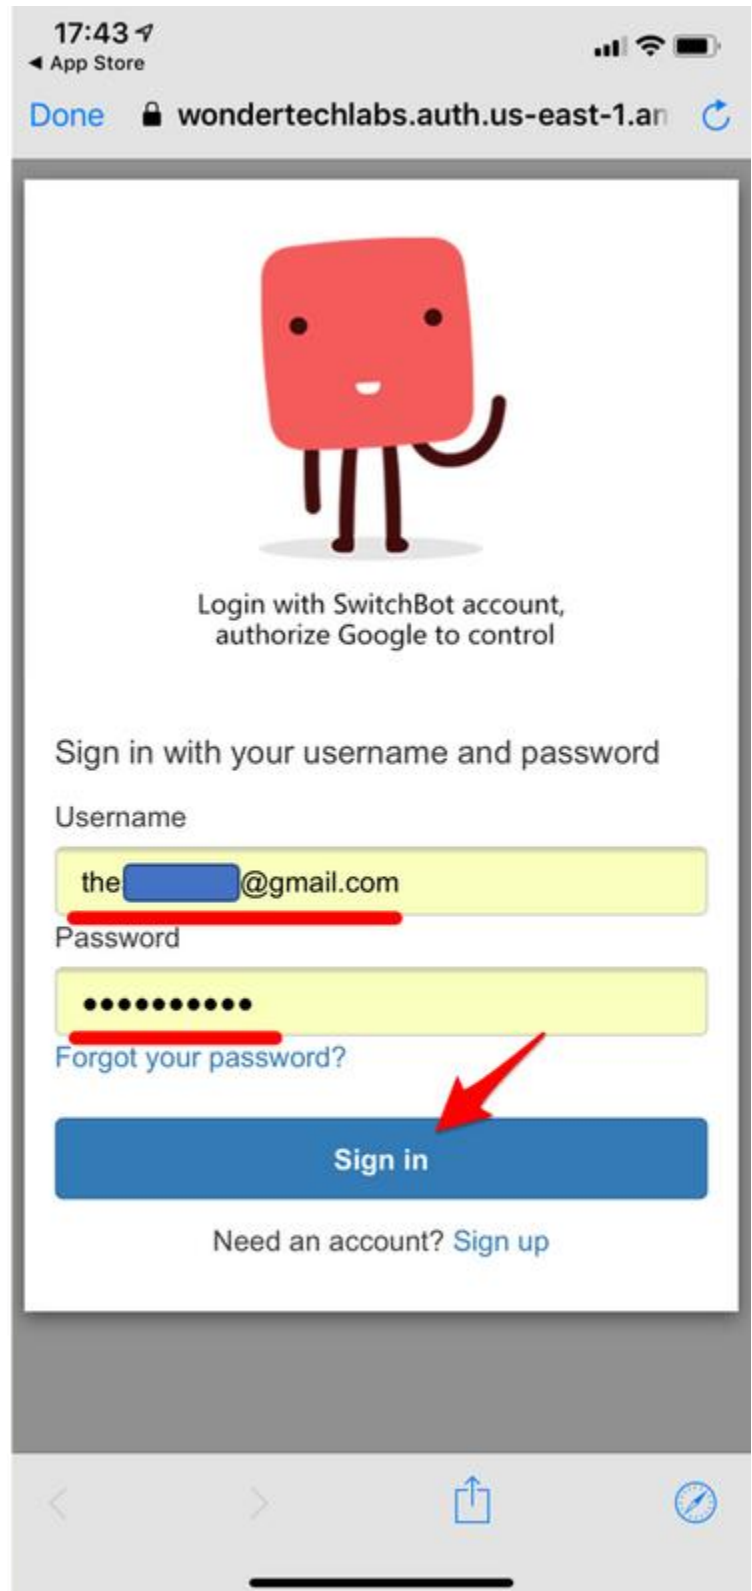 17:43
◀ App Store
Done wondertechlabs.auth.us-east-1.an
Login with SwitchBot account,
authorize Google to control
Sign in with your username and password
Username
the @gmail.com
Password
••••••••••
Forgot your password?
Sign in
Need an account? Sign up